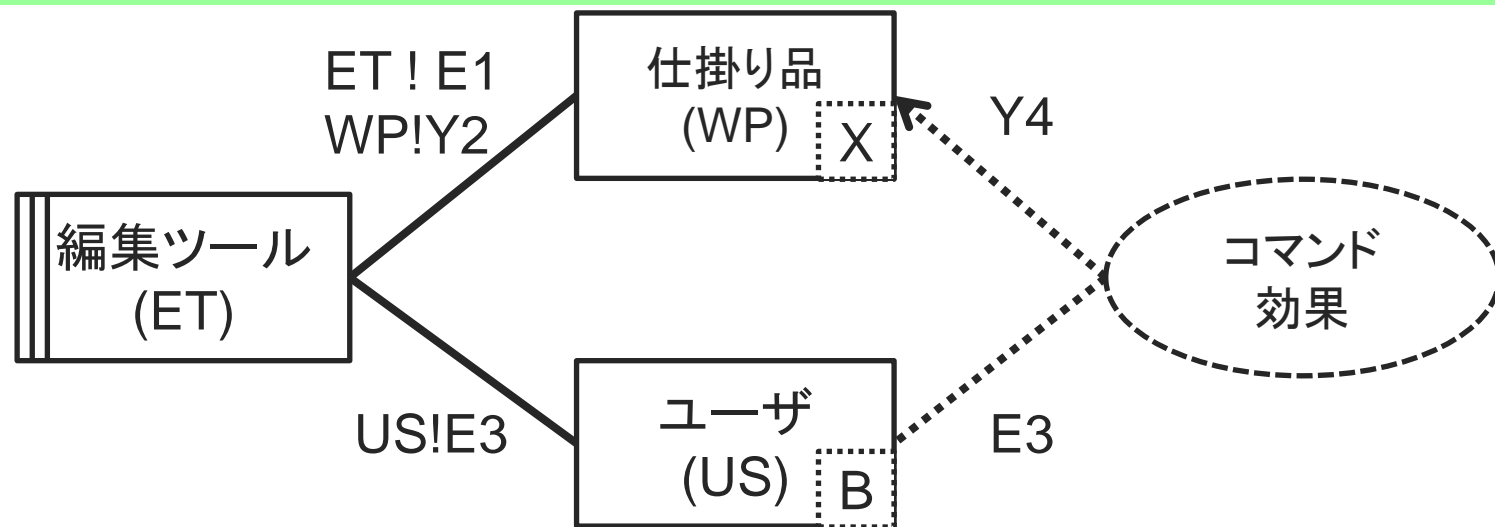 ET ! E1
WP!Y2
仕掛り品
(WP)
X
Y4
編集ツール
(ET)
コマンド
効果
US!E3
ユーザ
(US)
B
E3